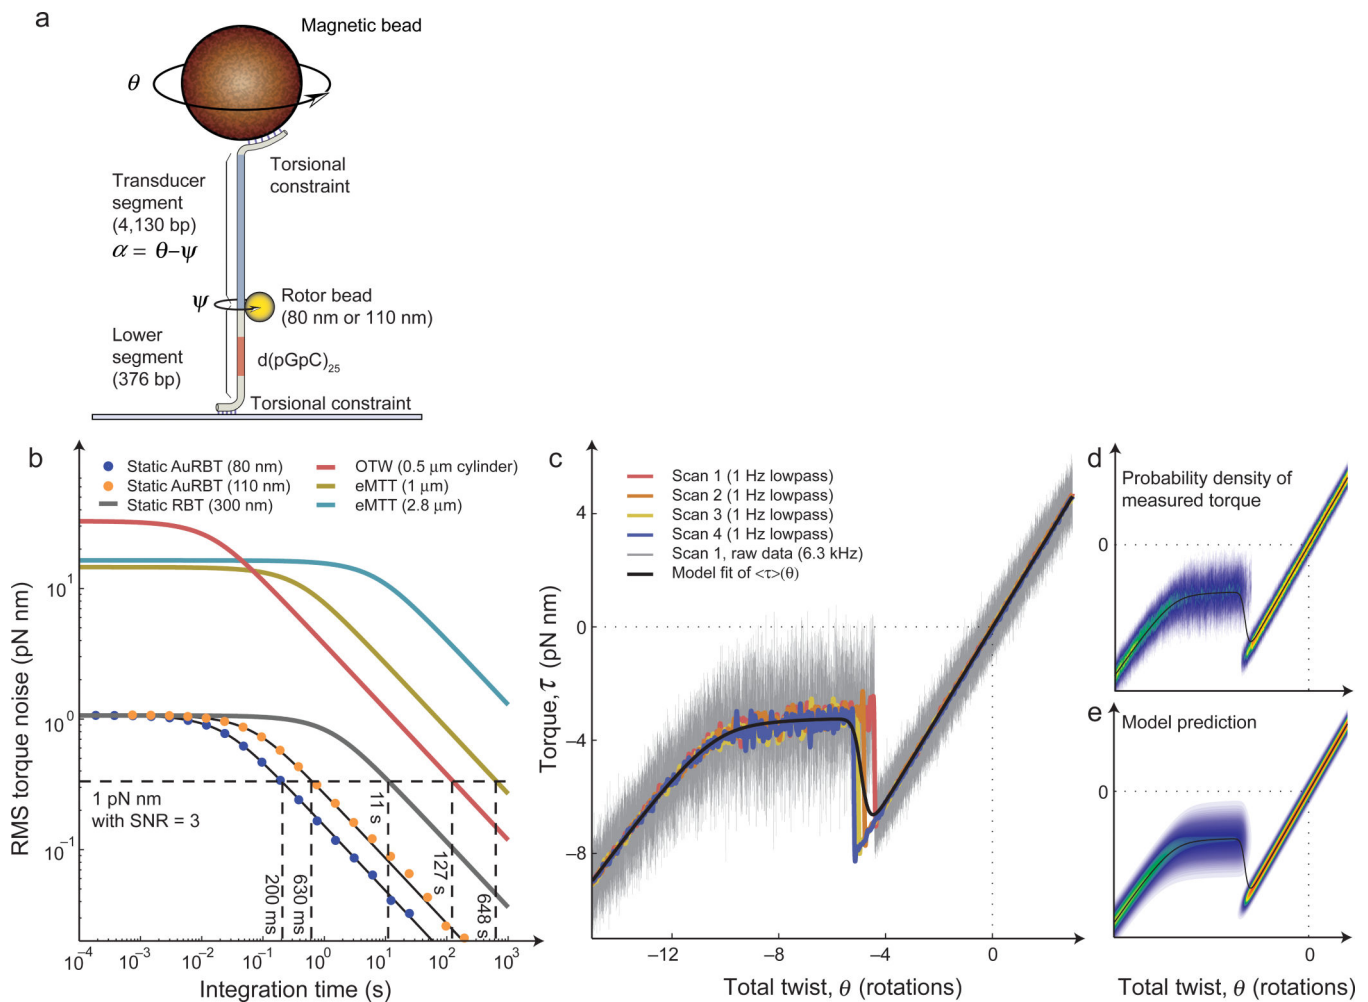 a
Magnetic bead
θ
Torsional
constraint
Transducer
segment
(4,130 bp)
α = θ–ψ
ψ
Rotor bead
(80 nm or 110 nm)
Lower
segment
(376 bp)
d(pGpC)25
Torsional constraint
b
Static AuRBT (80 nm)
Static AuRBT (110 nm)
Static RBT (300 nm)
OTW (0.5 μm cylinder)
eMTT (1 μm)
eMTT (2.8 μm)
RMS torque noise (pN nm)
10^1
10^0
10^-1
1 pN nm
with SNR = 3
200 ms
630 ms
11 s
127 s
648 s
10^-4 10^-3 10^-2 10^-1 10^0 10^1 10^2 10^3
Integration time (s)
c
Scan 1 (1 Hz lowpass)
Scan 2 (1 Hz lowpass)
Scan 3 (1 Hz lowpass)
Scan 4 (1 Hz lowpass)
Scan 1, raw data (6.3 kHz)
Model fit of <τ>(θ)
Torque, τ (pN nm)
4
0
−4
−8
−12 −8 −4 0
Total twist, θ (rotations)
d
Probability density of
measured torque
0
e
Model prediction
0
0
Total twist, θ (rotations)